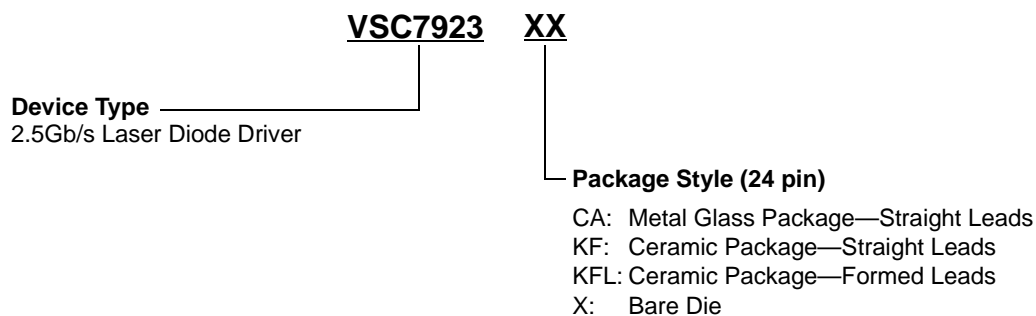 VSC7923 XX
Device Type
2.5Gb/s Laser Diode Driver
Package Style (24 pin)
CA: Metal Glass Package—Straight Leads
KF: Ceramic Package—Straight Leads
KFL: Ceramic Package—Formed Leads
X: Bare Die